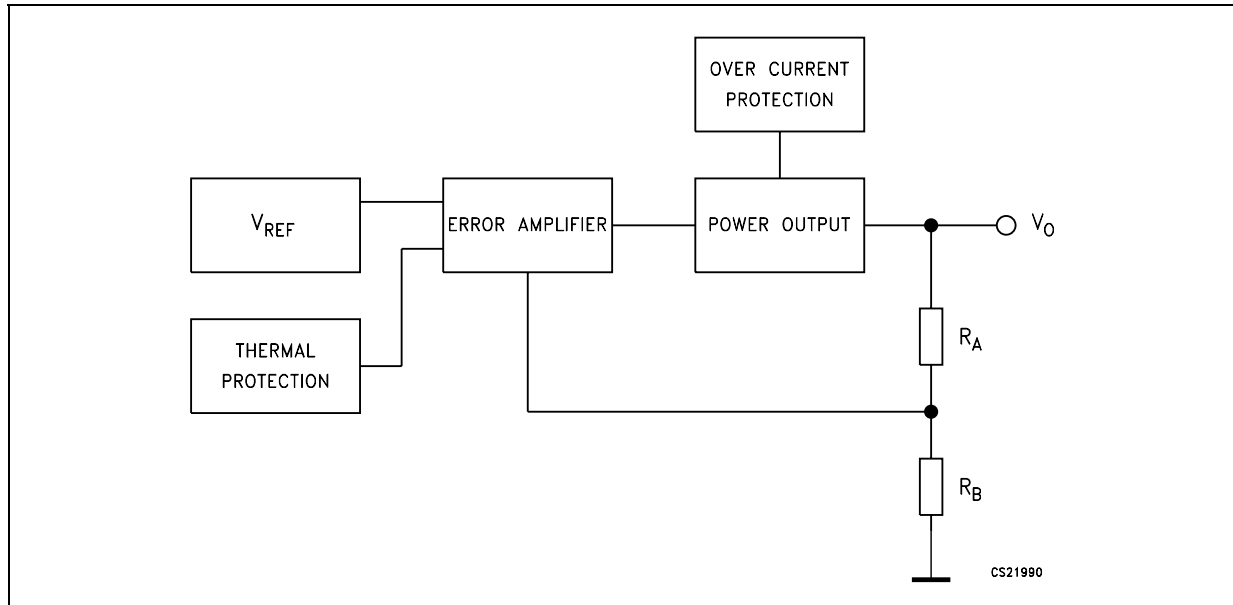 OVER CURRENT
PROTECTION
V_REF
ERROR AMPLIFIER
POWER OUTPUT
V_O
THERMAL
PROTECTION
R_A
R_B
CS21990